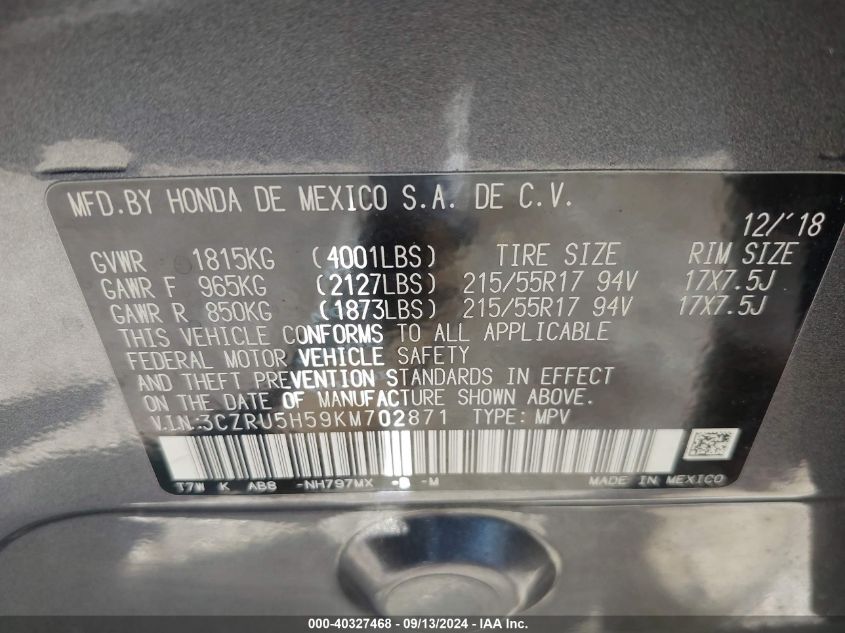 MFD.BY HONDA DE MEXICO S.A. DE C.V.
12/'18
GVWR 1815KG (4001LBS) TIRE SIZE RIM SIZE
GAWR F 965KG (2127LBS) 215/55R17 94V 17X7.5J
GAWR R 850KG (1873LBS) 215/55R17 94V 17X7.5J
THIS VEHICLE CONFORMS TO ALL APPLICABLE
FEDERAL MOTOR VEHICLE SAFETY
AND THEFT PREVENTION STANDARDS IN EFFECT
ON THE DATE OF MANUFACTURE SHOWN ABOVE.
V.I.N:3CZRU5H59KM702871 TYPE: MPV
T7W K AB8 -NH797MX -B -M MADE IN MEXICO
000-40327468 - 09/13/2024 - IAA Inc.